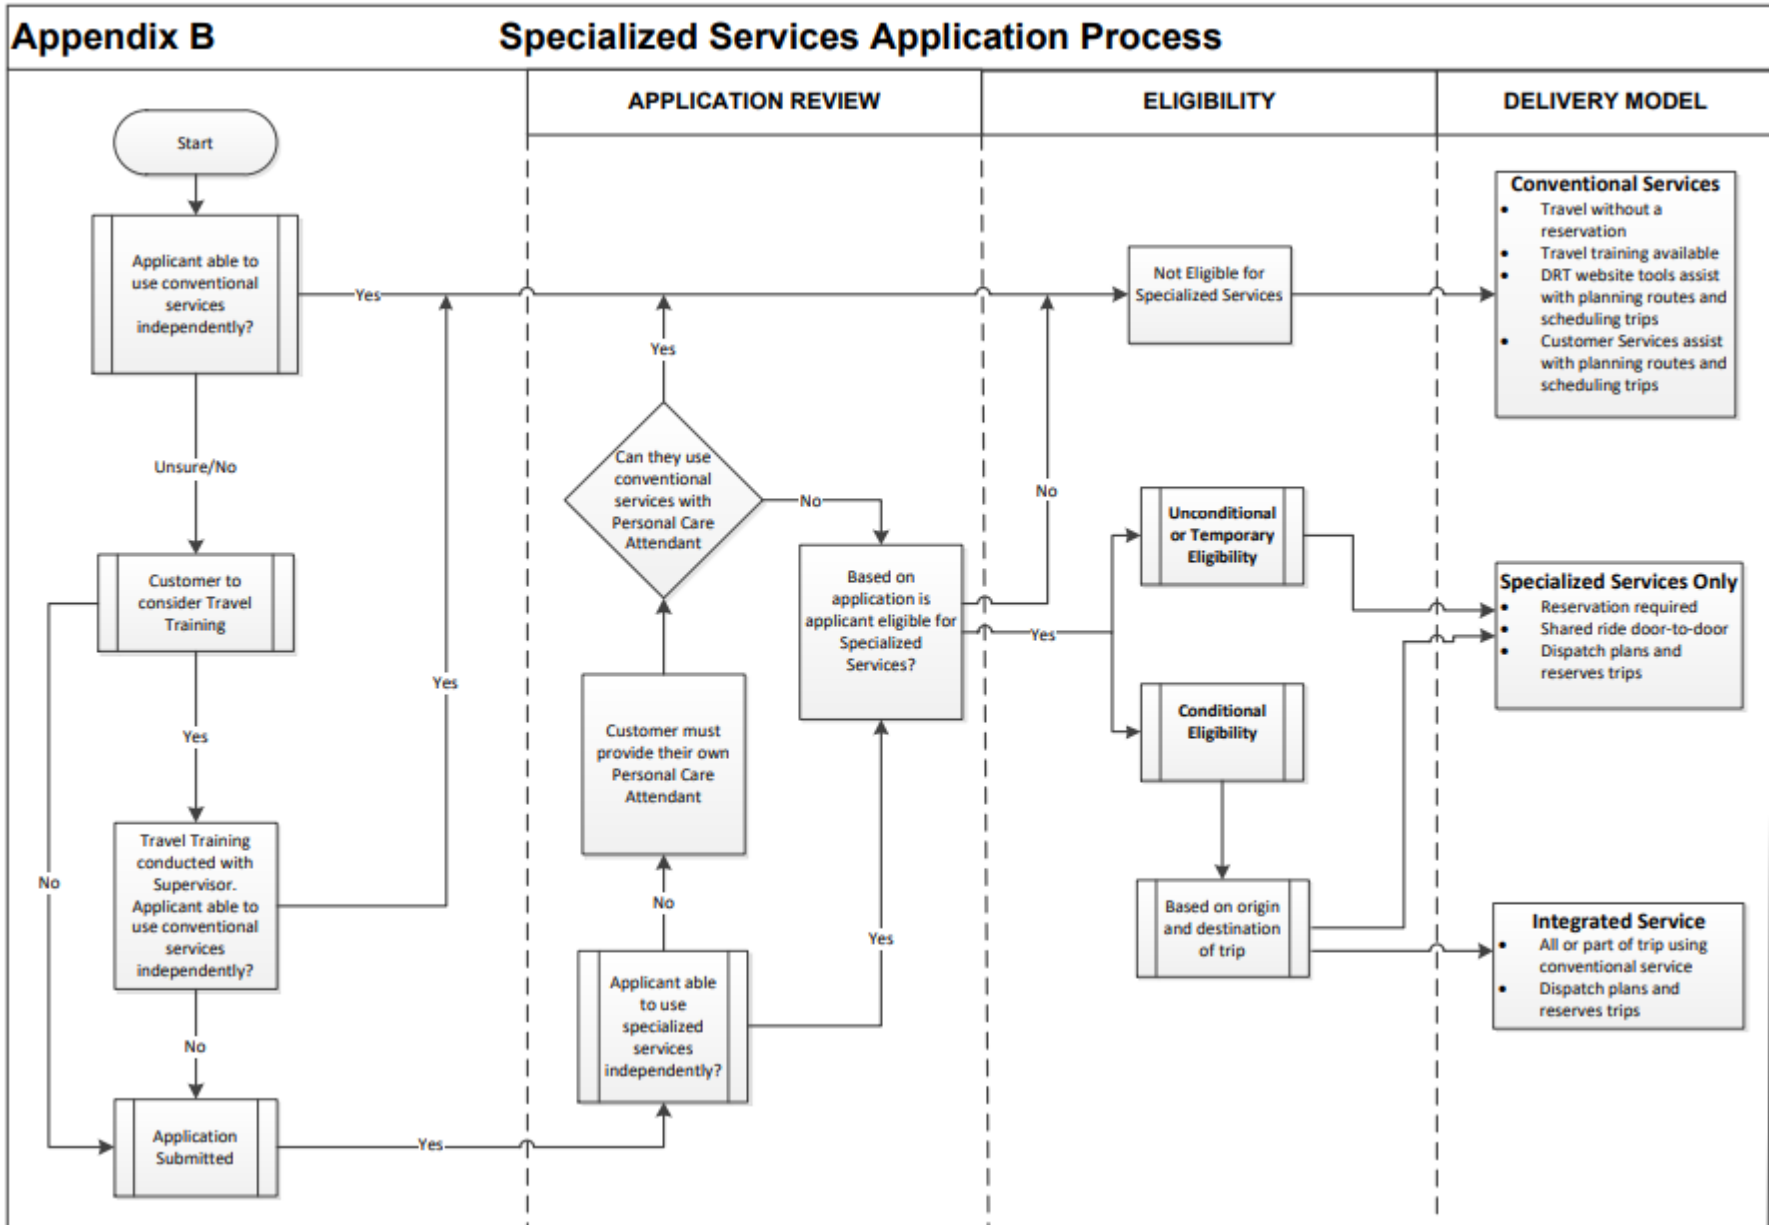 Appendix B
Specialized Services Application Process
APPLICATION REVIEW
ELIGIBILITY
DELIVERY MODEL
Start
Applicant able to
use conventional
services
independently?
Yes
Unsure/No
Customer to
consider Travel
Training
No
Yes
Travel Training
conducted with
Supervisor.
Applicant able to
use conventional
services
independently?
Yes
No
Application
Submitted
Yes
Applicant able
to use
specialized
services
independently?
No
Yes
Customer must
provide their own
Personal Care
Attendant
Can they use
conventional
services with
Personal Care
Attendant
Yes
No
Based on
application is
applicant eligible for
Specialized
Services?
No
Yes
Not Eligible for
Specialized Services
Unconditional
or Temporary
Eligibility
Conditional
Eligibility
Based on origin
and destination
of trip
Conventional Services
• Travel without a
reservation
• Travel training available
• DRT website tools assist
with planning routes and
scheduling trips
• Customer Services assist
with planning routes and
scheduling trips
Specialized Services Only
• Reservation required
• Shared ride door-to-door
• Dispatch plans and
reserves trips
Integrated Service
• All or part of trip using
conventional service
• Dispatch plans and
reserves trips